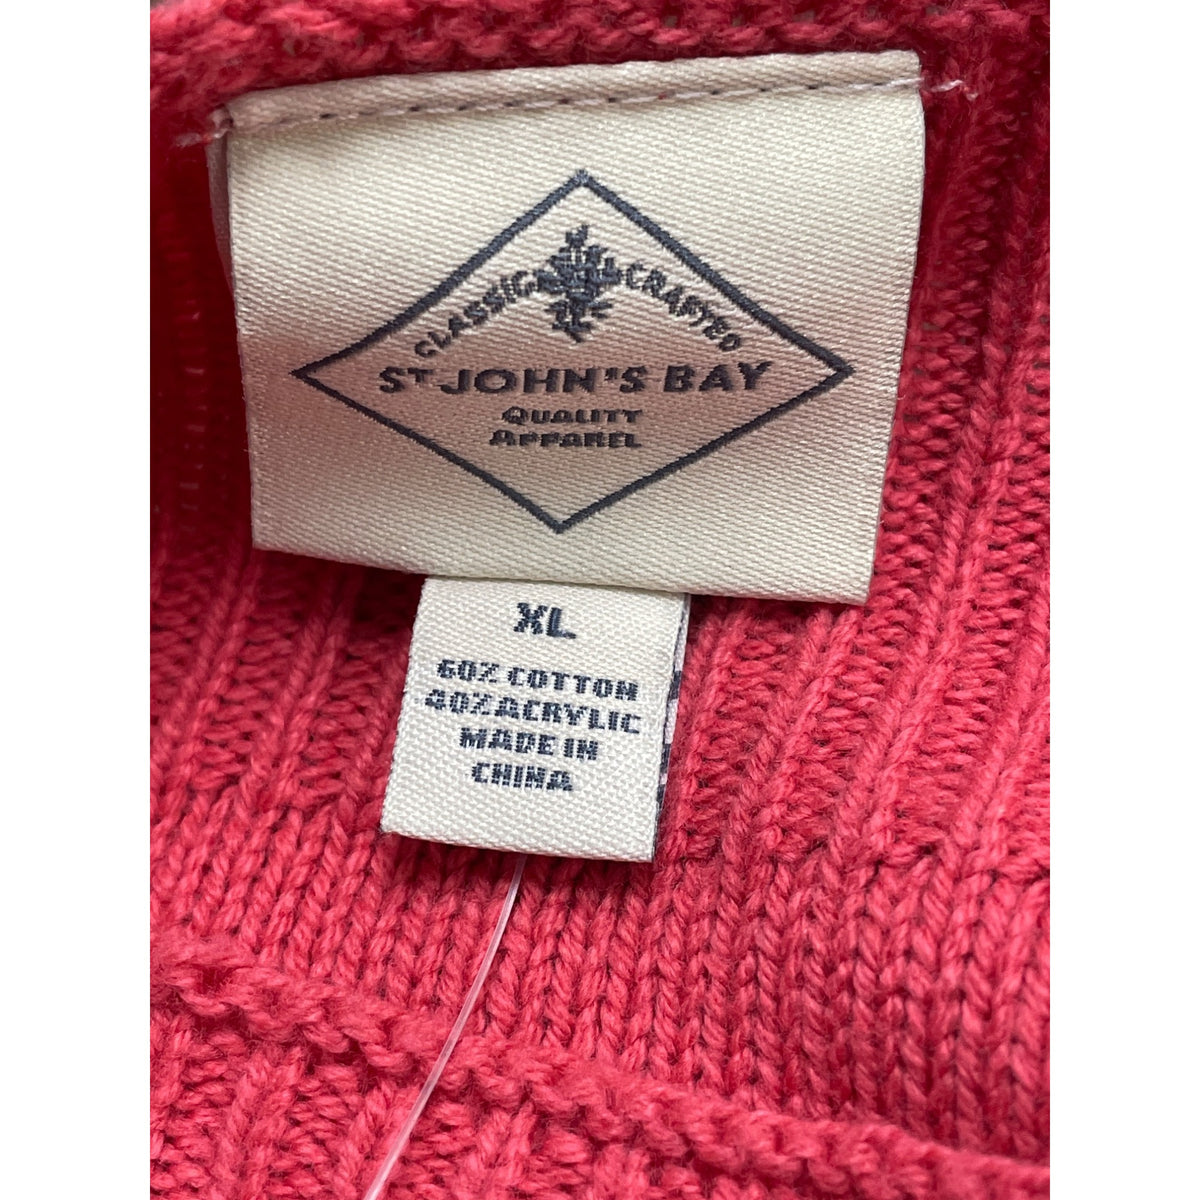 CLASSIC CRAFTED
ST JOHN'S BAY
QUALITY
APPAREL
XL
60% COTTON
40% ACRYLIC
MADE IN
CHINA